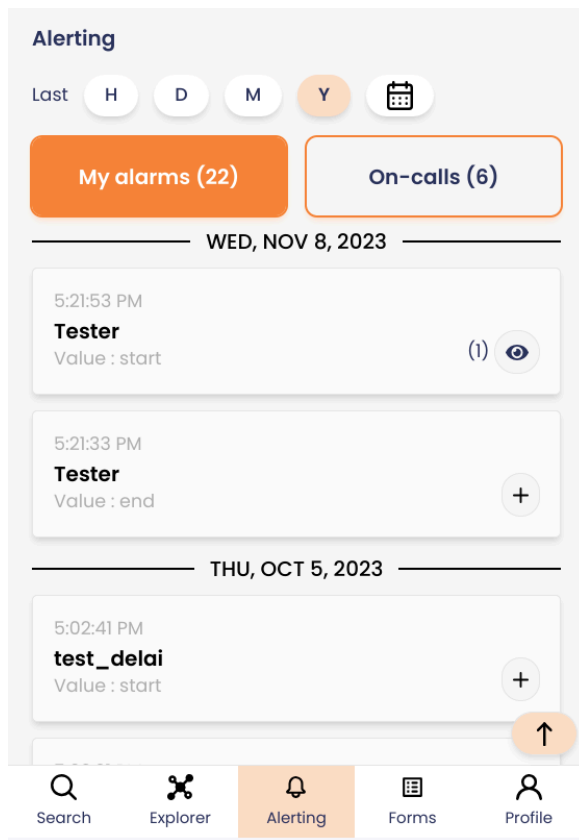 Alerting
Last H D M Y
My alarms (22) On-calls (6)
WED, NOV 8, 2023
5:21:53 PM
Tester
Value : start
(1)
5:21:33 PM
Tester
Value : end
THU, OCT 5, 2023
5:02:41 PM
test_delai
Value : start
Search Explorer Alerting Forms Profile